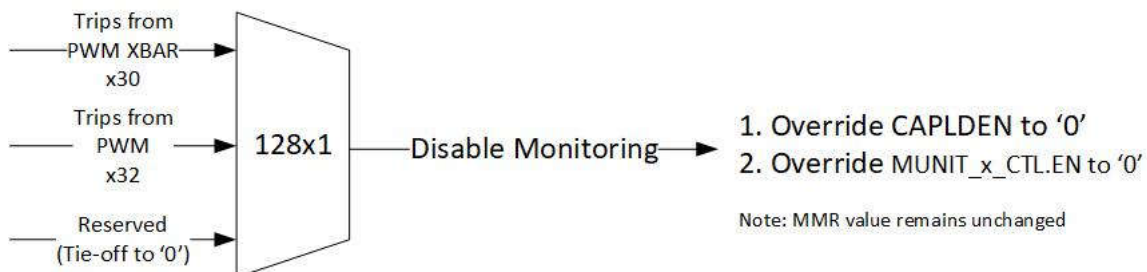 Trips from
PWM XBAR
x30
Trips from
PWM
x32
Reserved
(Tie-off to ‘0’)
128x1
Disable Monitoring
1. Override CAPLDEN to ‘0’
2. Override MUNIT_x_CTL.EN to ‘0’
Note: MMR value remains unchanged